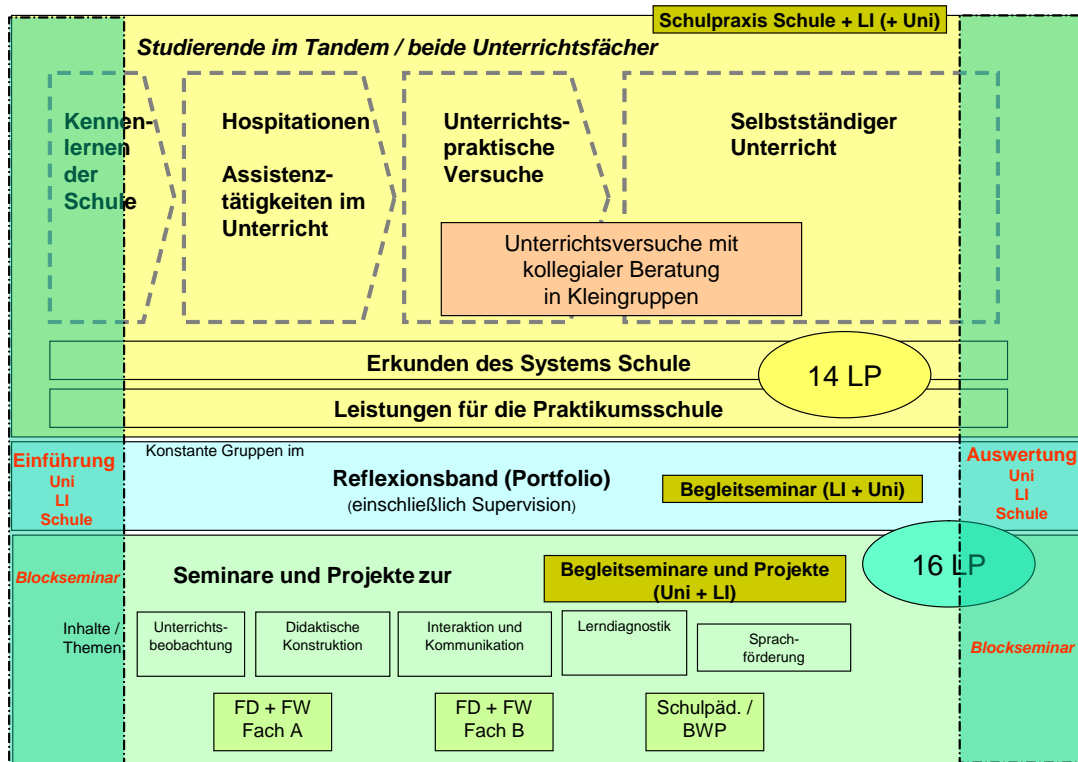 Schulpraxis Schule + LI (+ Uni)
Studierende im Tandem / beide Unterrichtsfächer
Kennen-
lernen
der
Schule
Hospitationen
Assistenz-
tätigkeiten im
Unterricht
Unterrichts-
praktische
Versuche
Selbstständiger
Unterricht
Unterrichtsversuche mit
kollegialer Beratung
in Kleingruppen
Erkunden des Systems Schule
14 LP
Leistungen für die Praktikumsschule
Einführung
Uni
LI
Schule
Konstante Gruppen im
Reflexionsband (Portfolio)
(einschließlich Supervision)
Begleitseminar (LI + Uni)
Auswertung
Uni
LI
Schule
16 LP
Blockseminar
Seminare und Projekte zur
Begleitseminare und Projekte
(Uni + LI)
Inhalte /
Themen
Unterrichts-
beobachtung
Didaktische
Konstruktion
Interaktion und
Kommunikation
Lerndiagnostik
Sprach-
förderung
Blockseminar
FD + FW
Fach A
FD + FW
Fach B
Schulpäd. /
BWP